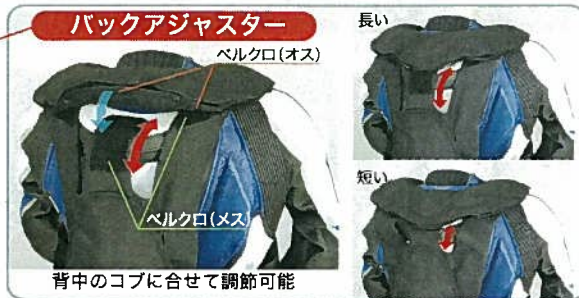 バックアジャスター
ベルクロ(オス)
ベルクロ(メス)
背中のコブに合せて調節可能
長い
短い